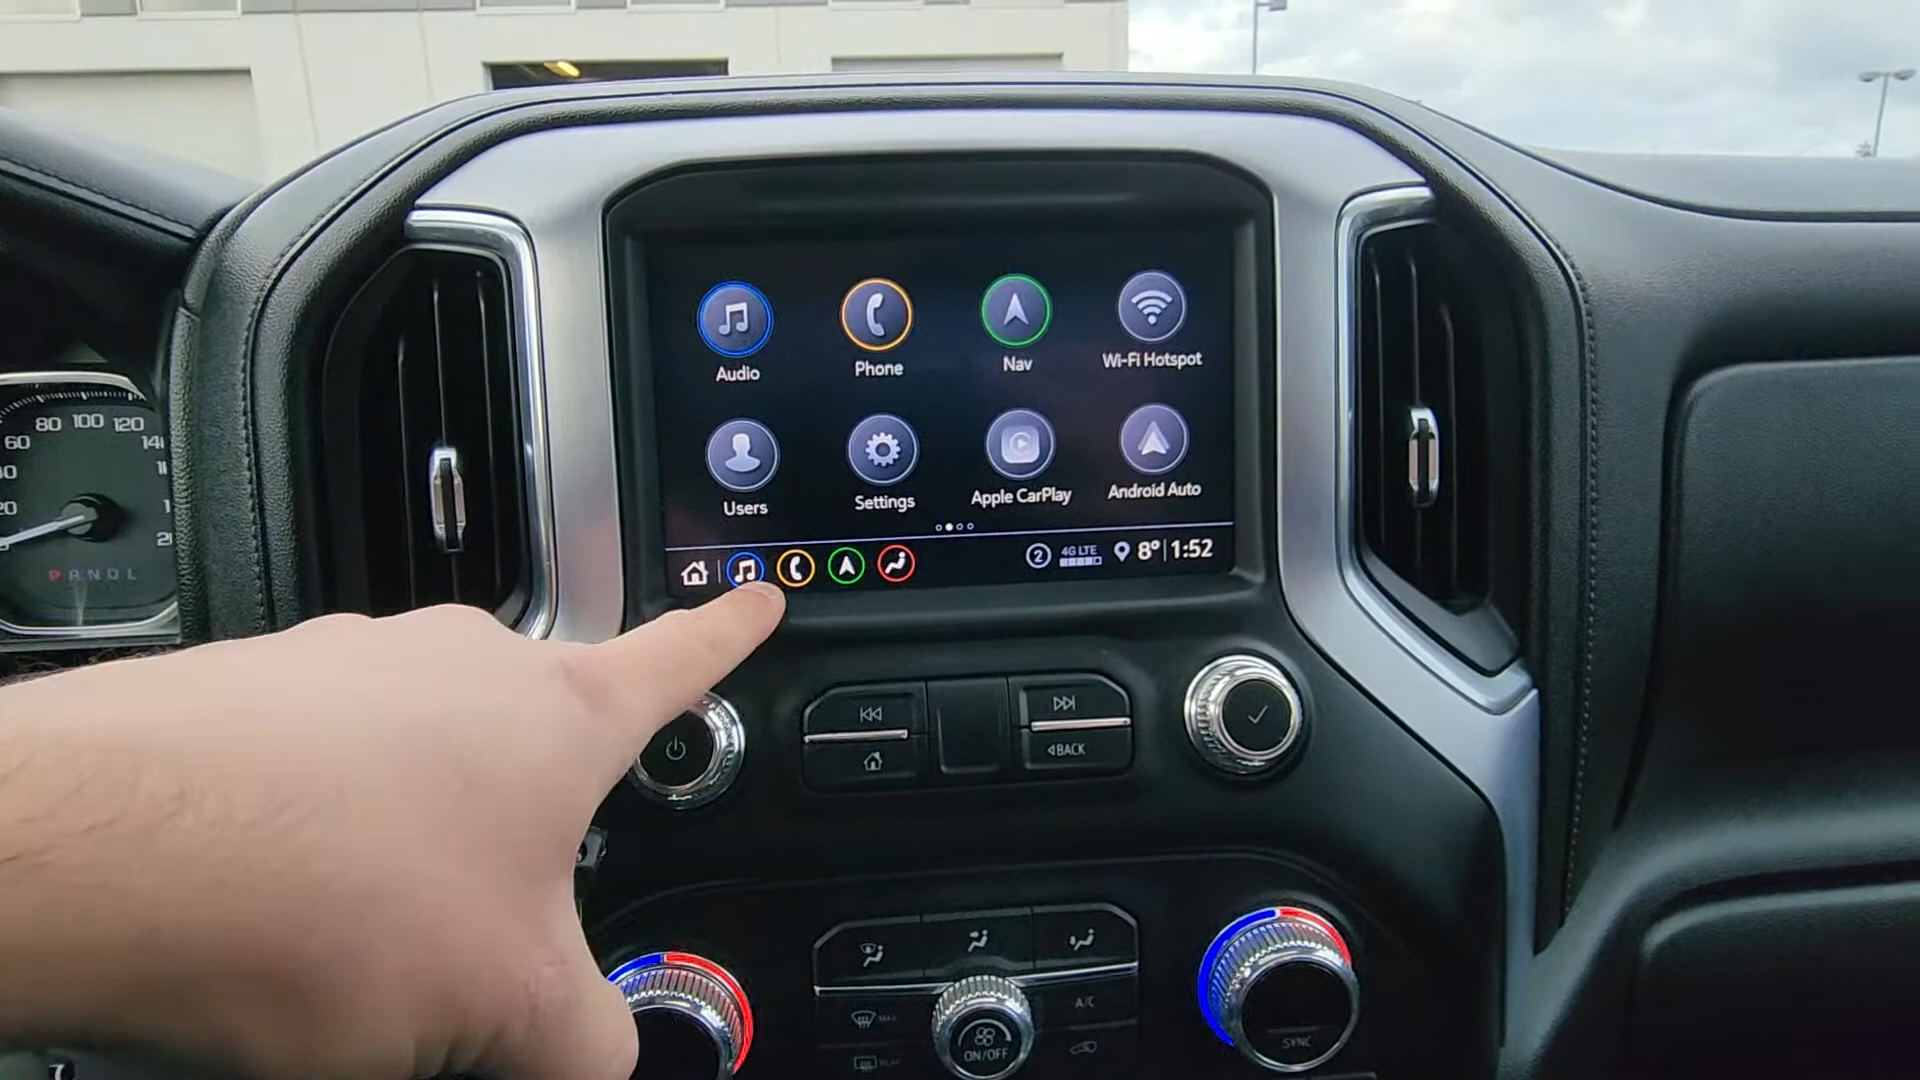 Audio
Phone
Nav
Wi-Fi Hotspot
Users
Settings
Apple CarPlay
Android Auto
2
4G LTE
8° 1:52
BACK
80 100 120
60
PRNDL
A/C
ON/OFF
SYNC